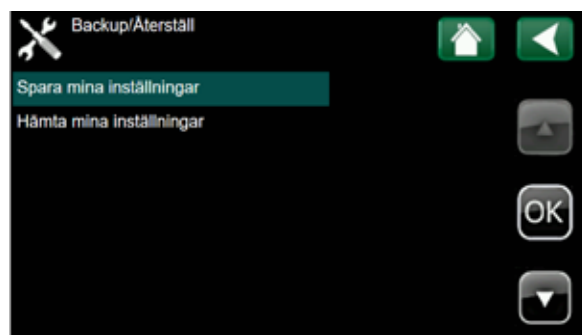 Backup/Återställ
Spara mina inställningar
Hämta mina inställningar
OK